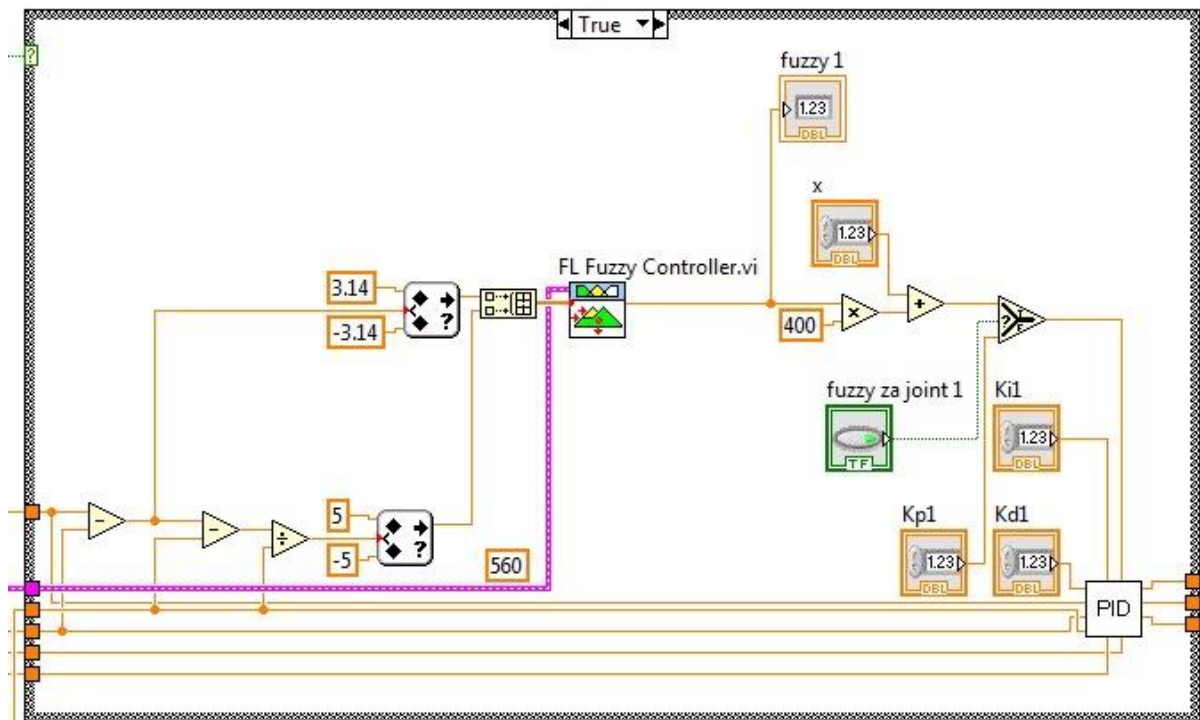 True
?
fuzzy 1
1.23
DBL
x
1.23
DBL
3.14
-3.14
?
FL Fuzzy Controller.vi
400
×
+
?
F
fuzzy za joint 1
TF
Ki1
1.23
DBL
-
-
÷
5
-5
?
560
Kp1
1.23
DBL
Kd1
1.23
DBL
PID